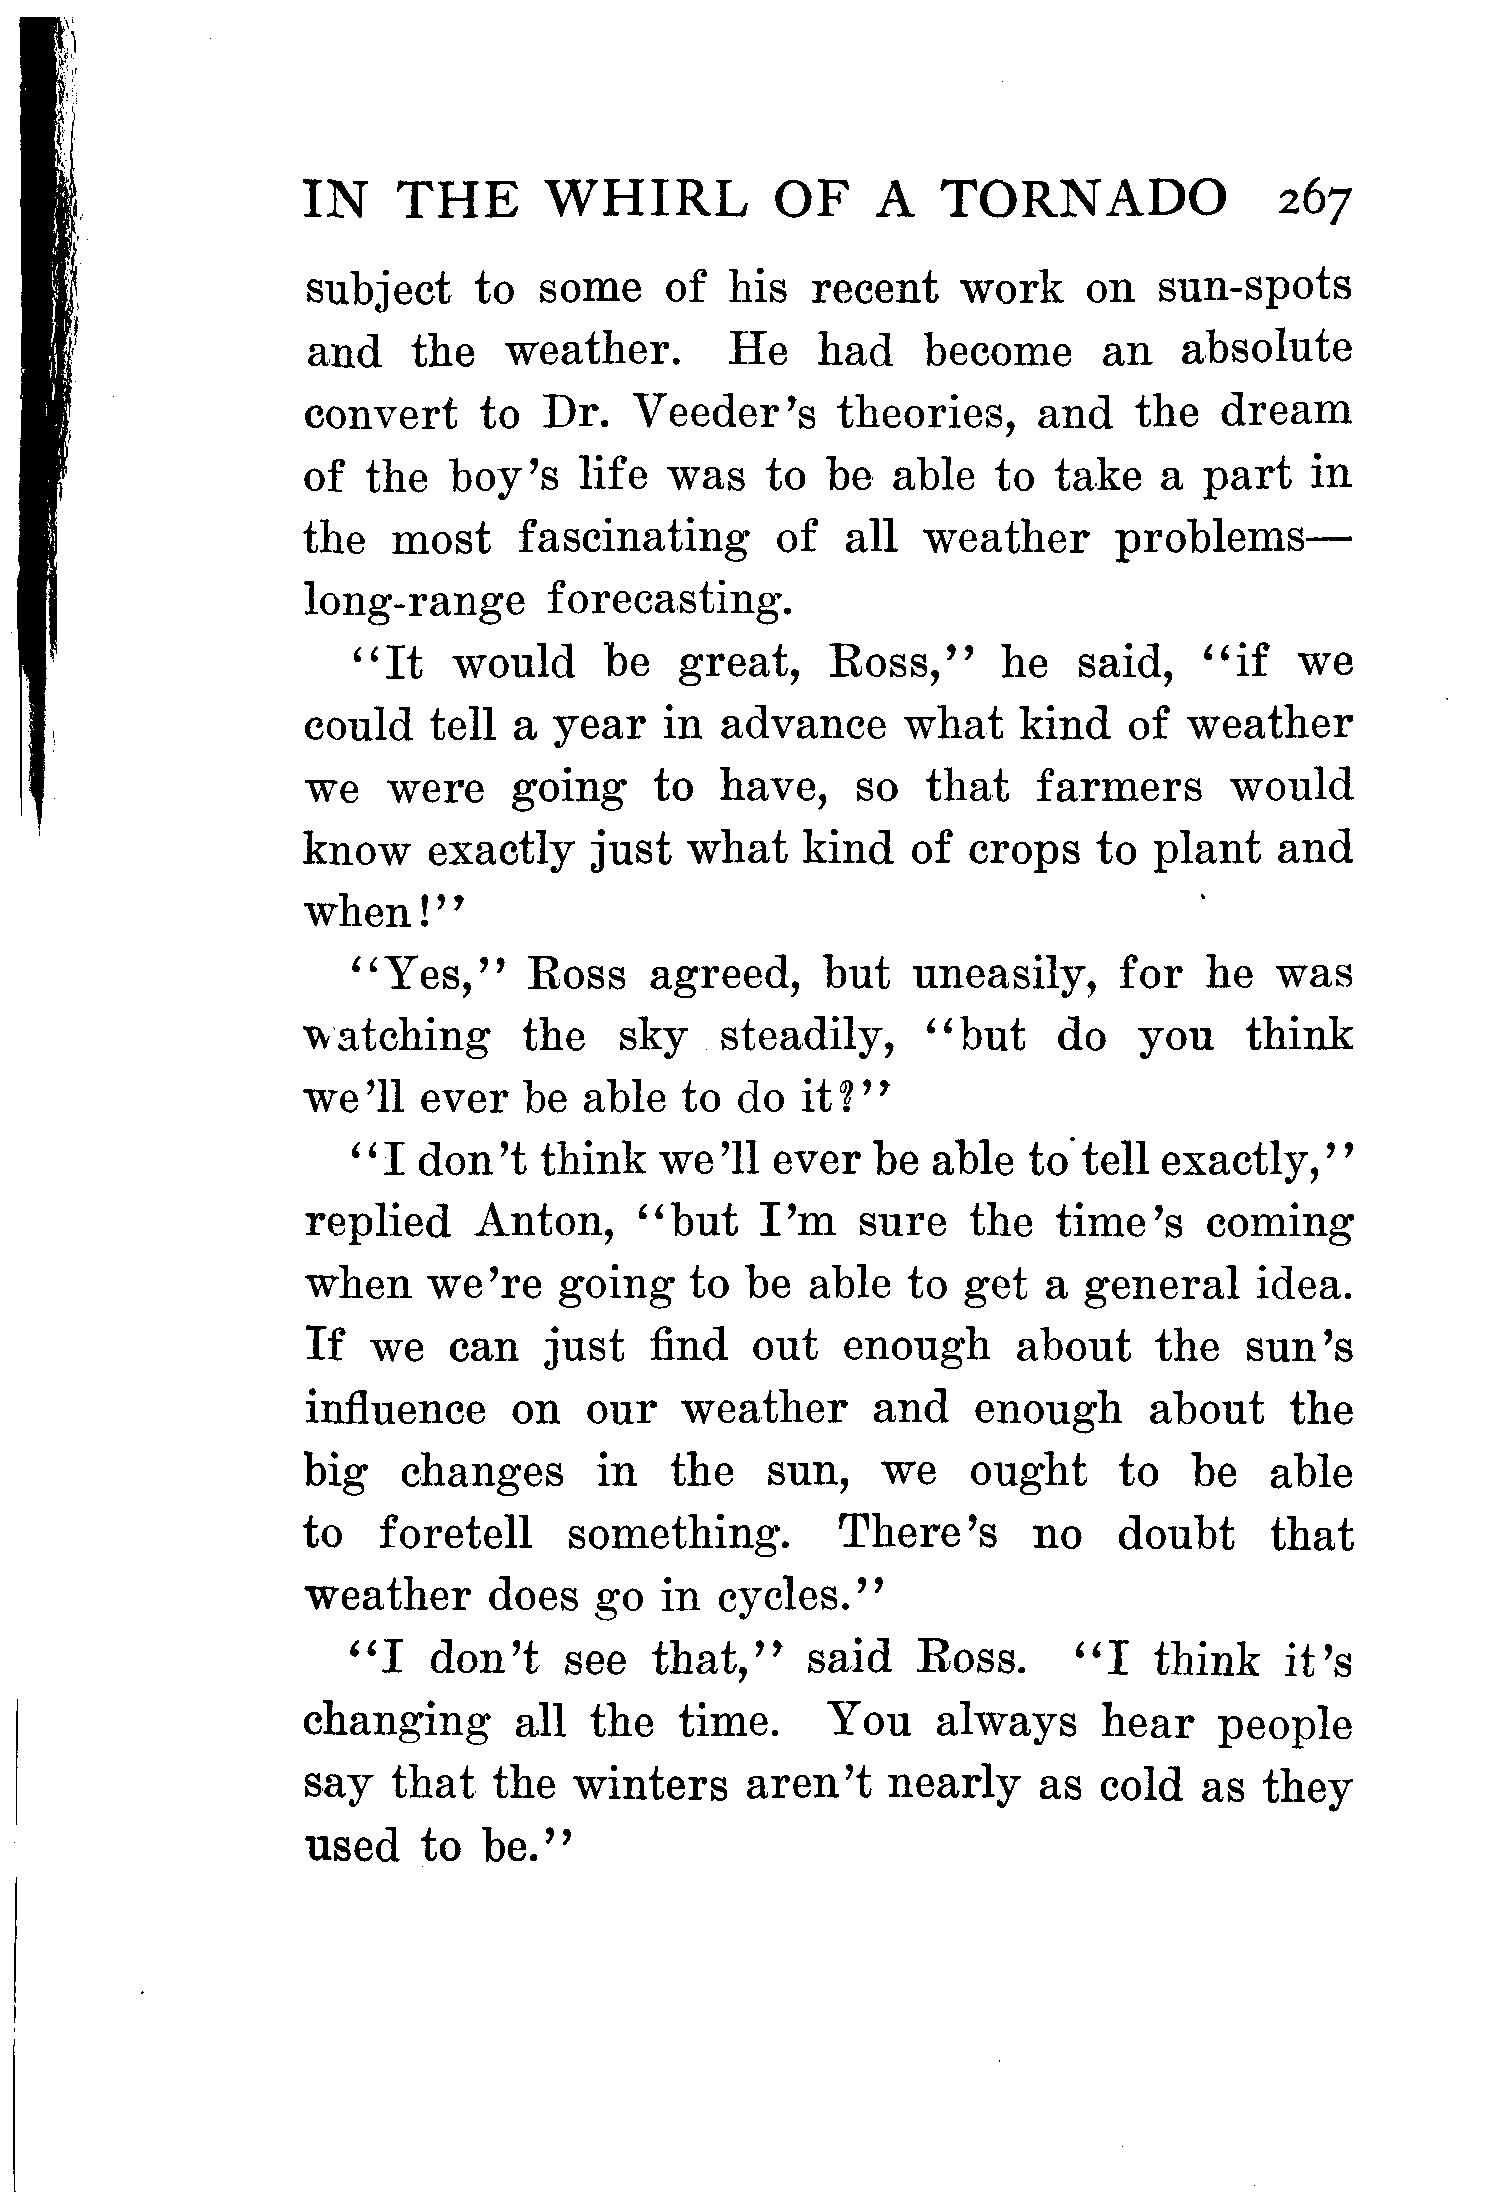 IN THE WHIRL OF A TORNADO 267
subject to some of his recent work on sun-spots
and the weather. He had become an absolute
convert to Dr. Veeder's theories, and the dream
of the boy's life was to be able to take a part in
the most fascinating of all weather problems—
long-range forecasting.
"It would be great, Ross," he said, "if we
could tell a year in advance what kind of weather
we were going to have, so that farmers would
know exactly just what kind of crops to plant and
when!"
"Yes," Ross agreed, but uneasily, for he was
watching the sky steadily, "but do you think
we'll ever be able to do it?"
"I don't think we'll ever be able to tell exactly,"
replied Anton, "but I'm sure the time's coming
when we're going to be able to get a general idea.
If we can just find out enough about the sun's
influence on our weather and enough about the
big changes in the sun, we ought to be able
to foretell something. There's no doubt that
weather does go in cycles."
"I don't see that," said Ross. "I think it's
changing all the time. You always hear people
say that the winters aren't nearly as cold as they
used to be."